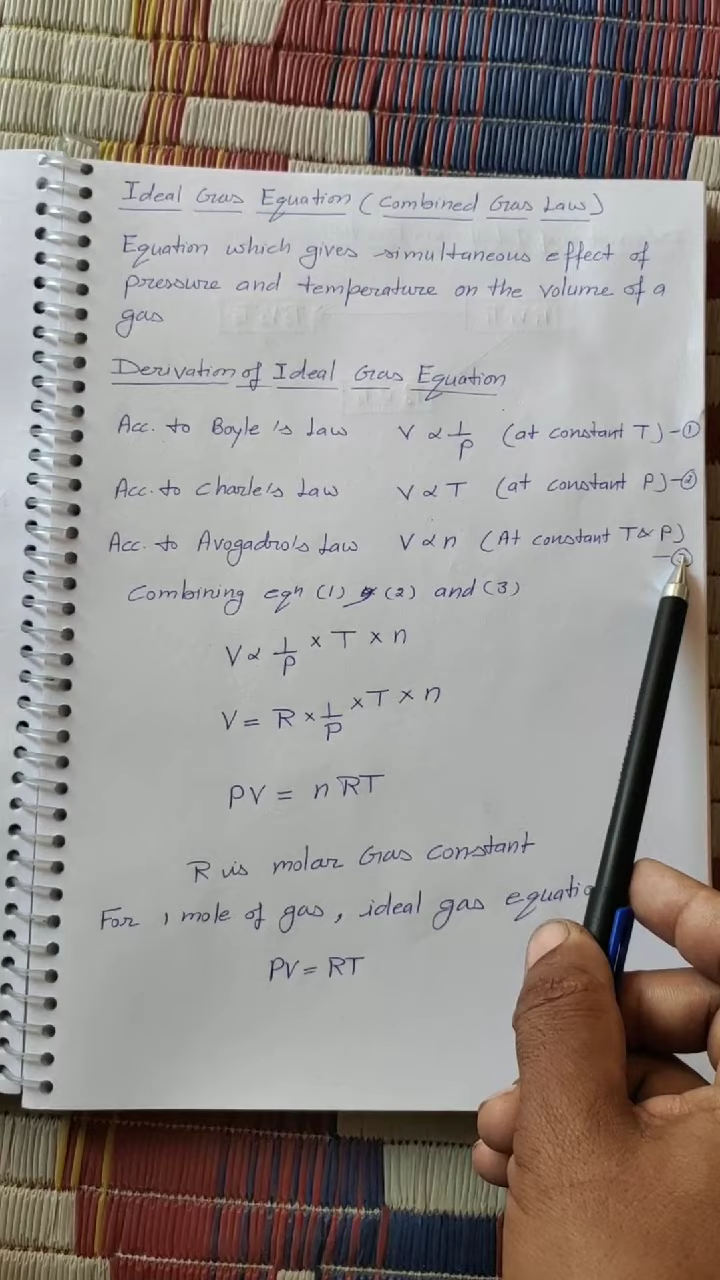 Ideal Gas Equation (Combined Gas Law)
Equation which gives simultaneous effect of
pressure and temperature on the volume of a
gas
Derivation of Ideal Gas Equation
Acc. to Boyle's Law V ∝ 1/P (at constant T) -①
Acc. to Charle's Law V ∝ T (at constant P) -②
Acc. to Avogadro's Law V ∝ n (At constant T & P)
-③
Combining eqn (1) , (2) and (3)
V ∝ 1/P × T × n
V = R × 1/P × T × n
PV = nRT
R is molar Gas constant
For 1 mole of gas, ideal gas equatio
PV = RT